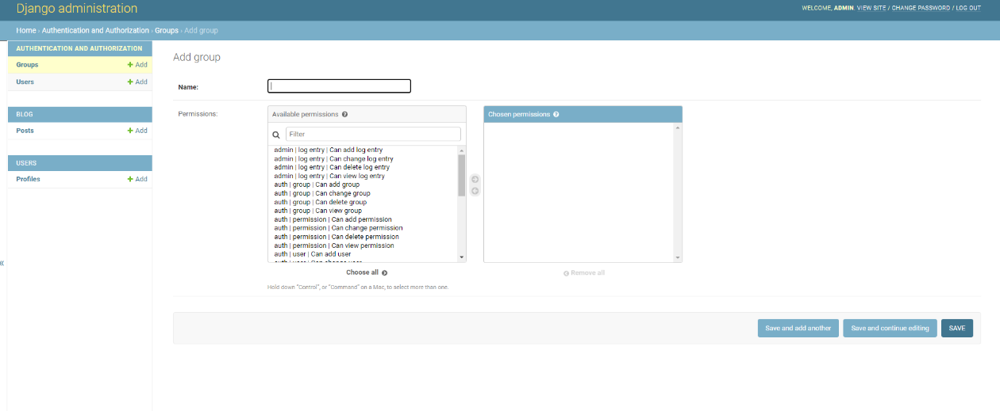 Django administration
WELCOME, ADMIN. VIEW SITE / CHANGE PASSWORD / LOG OUT
Home › Authentication and Authorization › Groups › Add group
AUTHENTICATION AND AUTHORIZATION
Groups + Add
Users + Add
BLOG
Posts + Add
USERS
Profiles + Add
«
Add group
Name:
Permissions:
Available permissions ?
Filter
admin | log entry | Can add log entry
admin | log entry | Can change log entry
admin | log entry | Can delete log entry
admin | log entry | Can view log entry
auth | group | Can add group
auth | group | Can change group
auth | group | Can delete group
auth | group | Can view group
auth | permission | Can add permission
auth | permission | Can change permission
auth | permission | Can delete permission
auth | permission | Can view permission
auth | user | Can add user
auth | user | Can change user
Choose all
Chosen permissions ?
Remove all
Hold down “Control”, or “Command” on a Mac, to select more than one.
Save and add another
Save and continue editing
SAVE